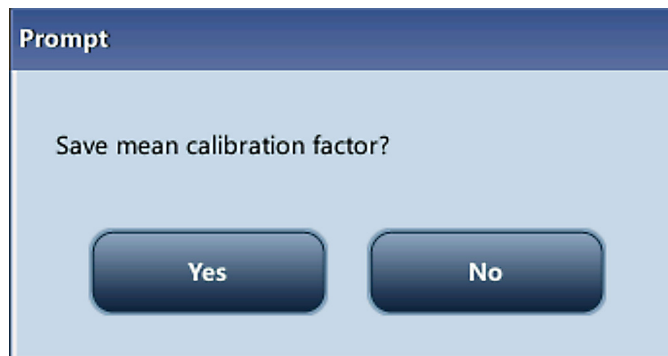 Prompt
Save mean calibration factor?
Yes No